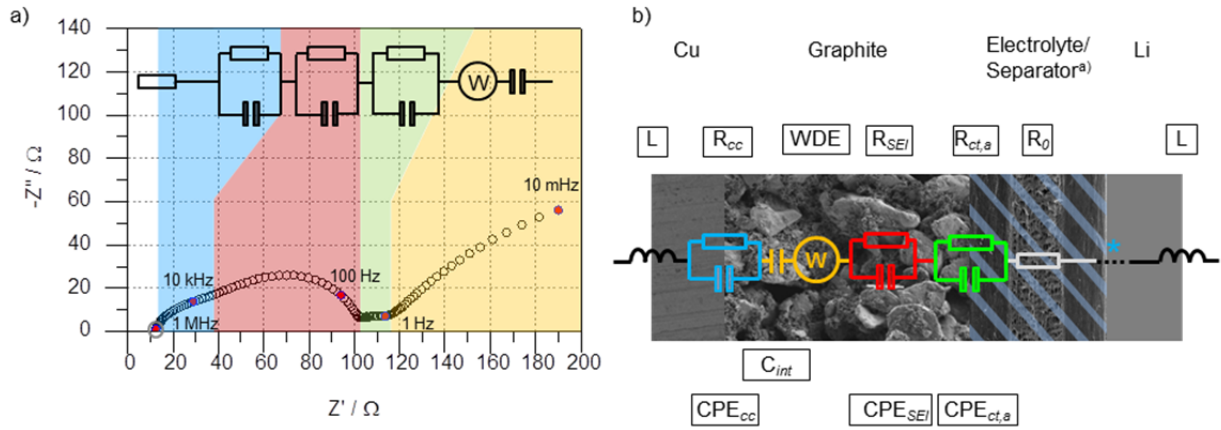 a)
140
120
100
80
60
40
20
0
-Z" / Ω
W
10 mHz
10 kHz
100 Hz
1 MHz
1 Hz
0 20 40 60 80 100 120 140 160 180 200
Z' / Ω
b)
Cu Graphite Electrolyte/ Li
Separatorᵃ⁾
L Rcc WDE RSEI Rct,a R0 L
W *
Cint
CPEcc CPESEI CPEct,a